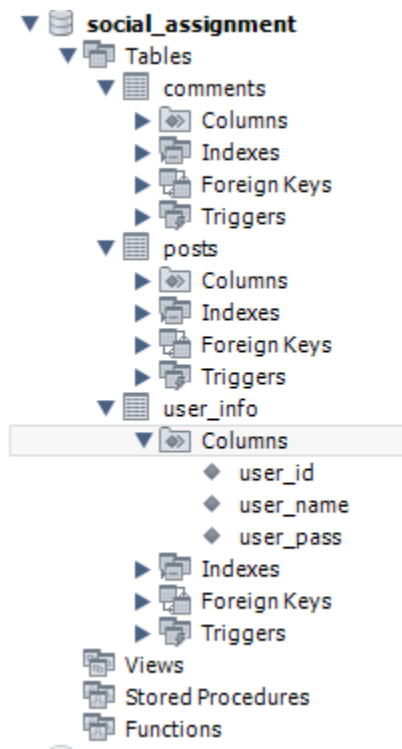 social_assignment
Tables
comments
Columns
Indexes
Foreign Keys
Triggers
posts
Columns
Indexes
Foreign Keys
Triggers
user_info
Columns
user_id
user_name
user_pass
Indexes
Foreign Keys
Triggers
Views
Stored Procedures
Functions